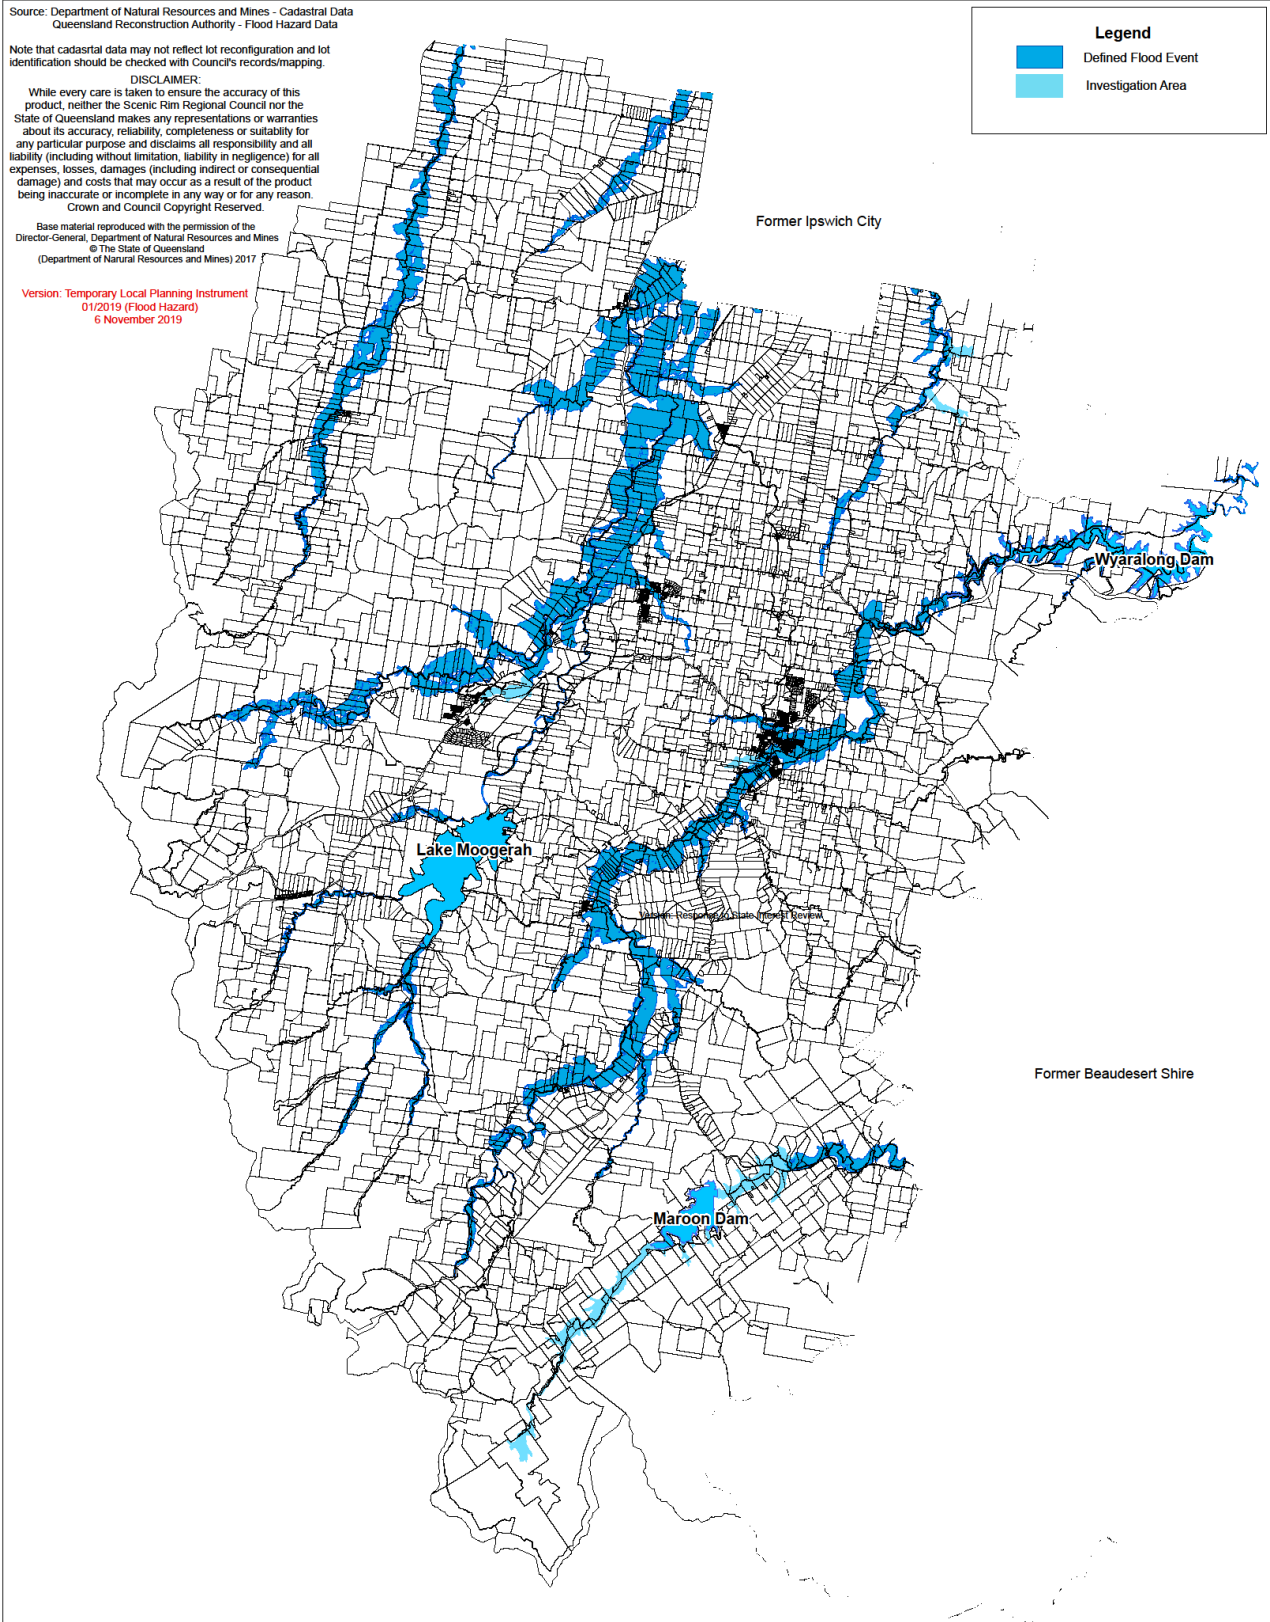 Source: Department of Natural Resources and Mines - Cadastral Data
Queensland Reconstruction Authority - Flood Hazard Data
Note that cadasrtal data may not reflect lot reconfiguration and lot
identification should be checked with Council's records/mapping.
DISCLAIMER:
While every care is taken to ensure the accuracy of this
product, neither the Scenic Rim Regional Council nor the
State of Queensland makes any representations or warranties
about its accuracy, reliability, completeness or suitablity for
any particular purpose and disclaims all responsibility and all
liability (including without limitation, liability in negligence) for all
expenses, losses, damages (including indirect or consequential
damage) and costs that may occur as a result of the product
being inaccurate or incomplete in any way or for any reason.
Crown and Council Copyright Reserved.
Base material reproduced with the permission of the
Director-General, Department of Natural Resources and Mines
© The State of Queensland
(Department of Narural Resources and Mines) 2017
Version: Temporary Local Planning Instrument
01/2019 (Flood Hazard)
6 November 2019
Legend
Defined Flood Event
Investigation Area
Former Ipswich City
Wyaralong Dam
Lake Moogerah
Version: Response to State Interest Review
Former Beaudesert Shire
Maroon Dam